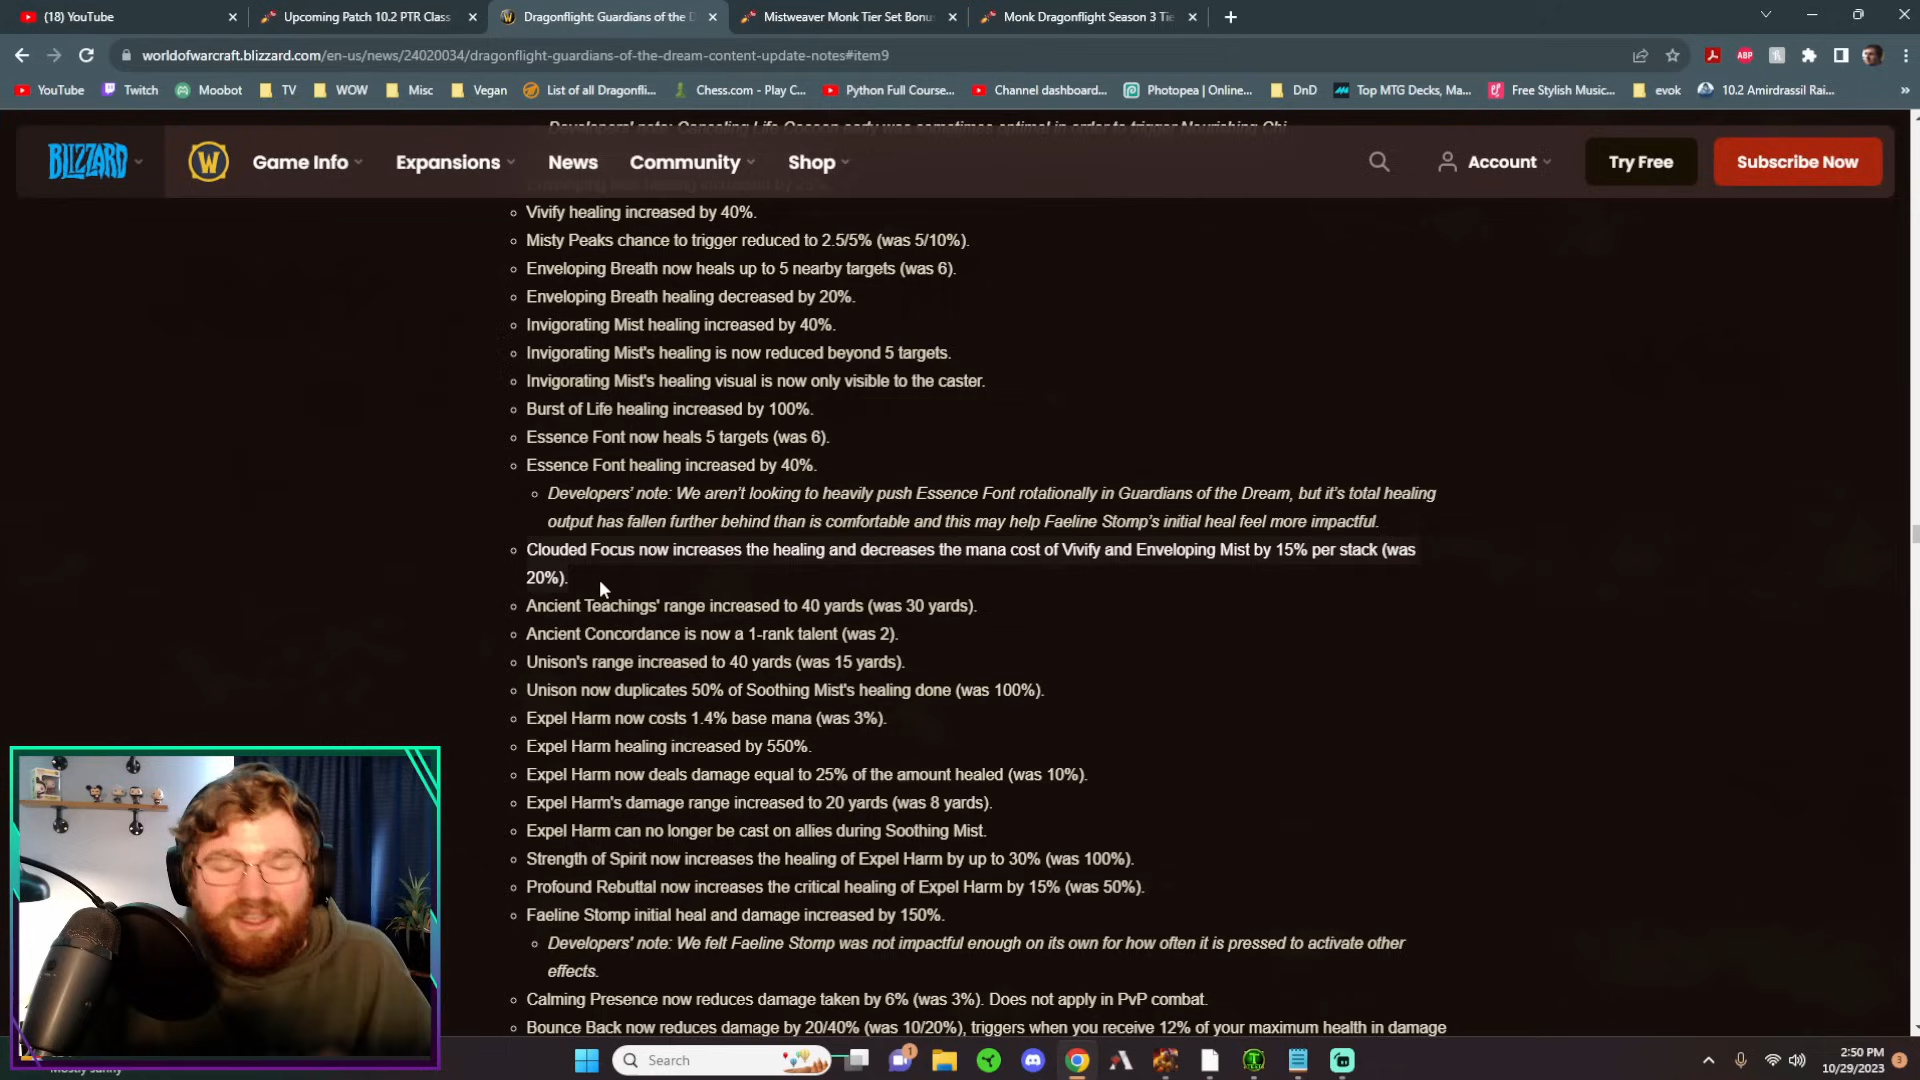 (18) YouTube
Upcoming Patch 10.2 PTR Class
Dragonflight: Guardians of the D
Mistweaver Monk Tier Set Bonus
Monk Dragonflight Season 3 Tie
worldofwarcraft.blizzard.com/en-us/news/24020034/dragonflight-guardians-of-the-dream-content-update-notes#item9
ABP
YouTube Twitch Moobot TV WOW Misc Vegan List of all Dragonfli... Chess.com - Play C... Python Full Course... Channel dashboard... Photopea | Online... DnD Top MTG Decks, Ma... Free Stylish Music... evok 10.2 Amirdrassil Rai... »
Developers' note: Canceling Life Cocoon early was sometimes optimal in order to trigger Nourishing Chi
BLIZZARD W Game Info Expansions News Community Shop Account Try Free Subscribe Now
Vivify healing increased by 40%.
Misty Peaks chance to trigger reduced to 2.5/5% (was 5/10%).
Enveloping Breath now heals up to 5 nearby targets (was 6).
Enveloping Breath healing decreased by 20%.
Invigorating Mist healing increased by 40%.
Invigorating Mist's healing is now reduced beyond 5 targets.
Invigorating Mist's healing visual is now only visible to the caster.
Burst of Life healing increased by 100%.
Essence Font now heals 5 targets (was 6).
Essence Font healing increased by 40%.
Developers’ note: We aren’t looking to heavily push Essence Font rotationally in Guardians of the Dream, but it’s total healing
output has fallen further behind than is comfortable and this may help Faeline Stomp’s initial heal feel more impactful.
Clouded Focus now increases the healing and decreases the mana cost of Vivify and Enveloping Mist by 15% per stack (was
20%).
Ancient Teachings' range increased to 40 yards (was 30 yards).
Ancient Concordance is now a 1-rank talent (was 2).
Unison's range increased to 40 yards (was 15 yards).
Unison now duplicates 50% of Soothing Mist's healing done (was 100%).
Expel Harm now costs 1.4% base mana (was 3%).
Expel Harm healing increased by 550%.
Expel Harm now deals damage equal to 25% of the amount healed (was 10%).
Expel Harm's damage range increased to 20 yards (was 8 yards).
Expel Harm can no longer be cast on allies during Soothing Mist.
Strength of Spirit now increases the healing of Expel Harm by up to 30% (was 100%).
Profound Rebuttal now increases the critical healing of Expel Harm by 15% (was 50%).
Faeline Stomp initial heal and damage increased by 150%.
Developers' note: We felt Faeline Stomp was not impactful enough on its own for how often it is pressed to activate other
effects.
Calming Presence now reduces damage taken by 6% (was 3%). Does not apply in PvP combat.
Bounce Back now reduces damage by 20/40% (was 10/20%), triggers when you receive 12% of your maximum health in damage
Mostly sunny
Search
1
2:50 PM
10/29/2023
3